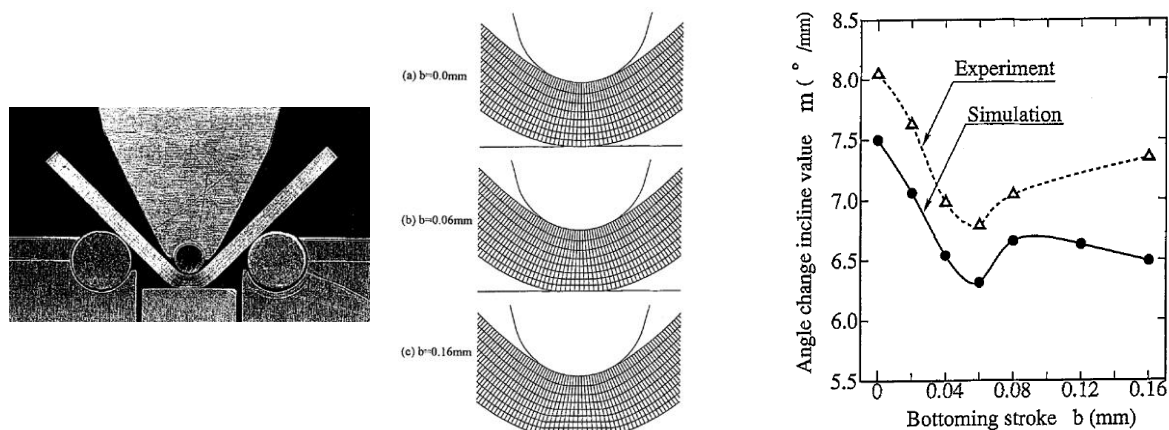 (a) b=0.0mm
(b) b=0.06mm
(c) b=0.16mm
Angle change incline value m ( ° /mm)
8.5
8.0
7.5
7.0
6.5
6.0
5.5
Experiment
Simulation
0
0.04
0.08
0.12
0.16
Bottoming stroke b (mm)